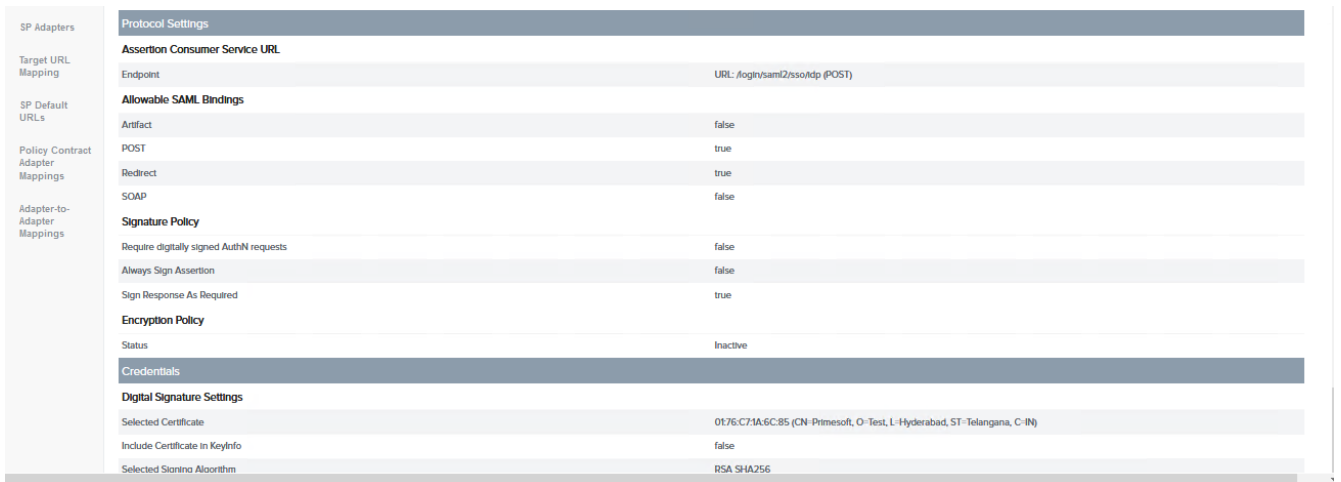 SP Adapters
Target URL
Mapping
SP Default
URLs
Policy Contract
Adapter
Mappings
Adapter-to-
Adapter
Mappings
Protocol Settings
Assertion Consumer Service URL
Endpoint URL: /login/saml2/sso/idp (POST)
Allowable SAML Bindings
Artifact false
POST true
Redirect true
SOAP false
Signature Policy
Require digitally signed AuthN requests false
Always Sign Assertion false
Sign Response As Required true
Encryption Policy
Status Inactive
Credentials
Digital Signature Settings
Selected Certificate 01:76:C7:1A:6C:85 (CN=Primesoft, O=Test, L=Hyderabad, ST=Telangana, C=IN)
Include Certificate in KeyInfo false
Selected Signing Algorithm RSA SHA256